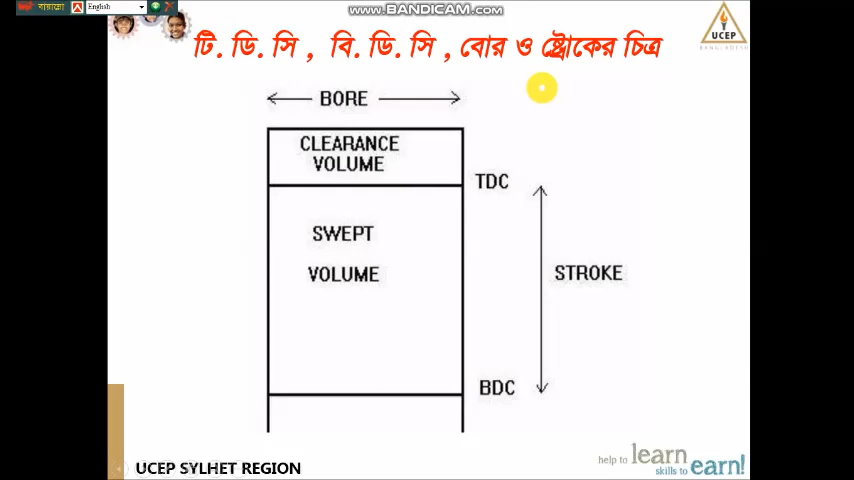 বায়ান্নো
English
WWW.BANDICAM.COM
টি. ডি. সি , বি. ডি. সি , বোর ও ষ্ট্রোকের চিত্র
UCEP
BANGLADESH
BORE
CLEARANCE
VOLUME
TDC
SWEPT
VOLUME
STROKE
BDC
UCEP SYLHET REGION
help to learn
skills to earn!